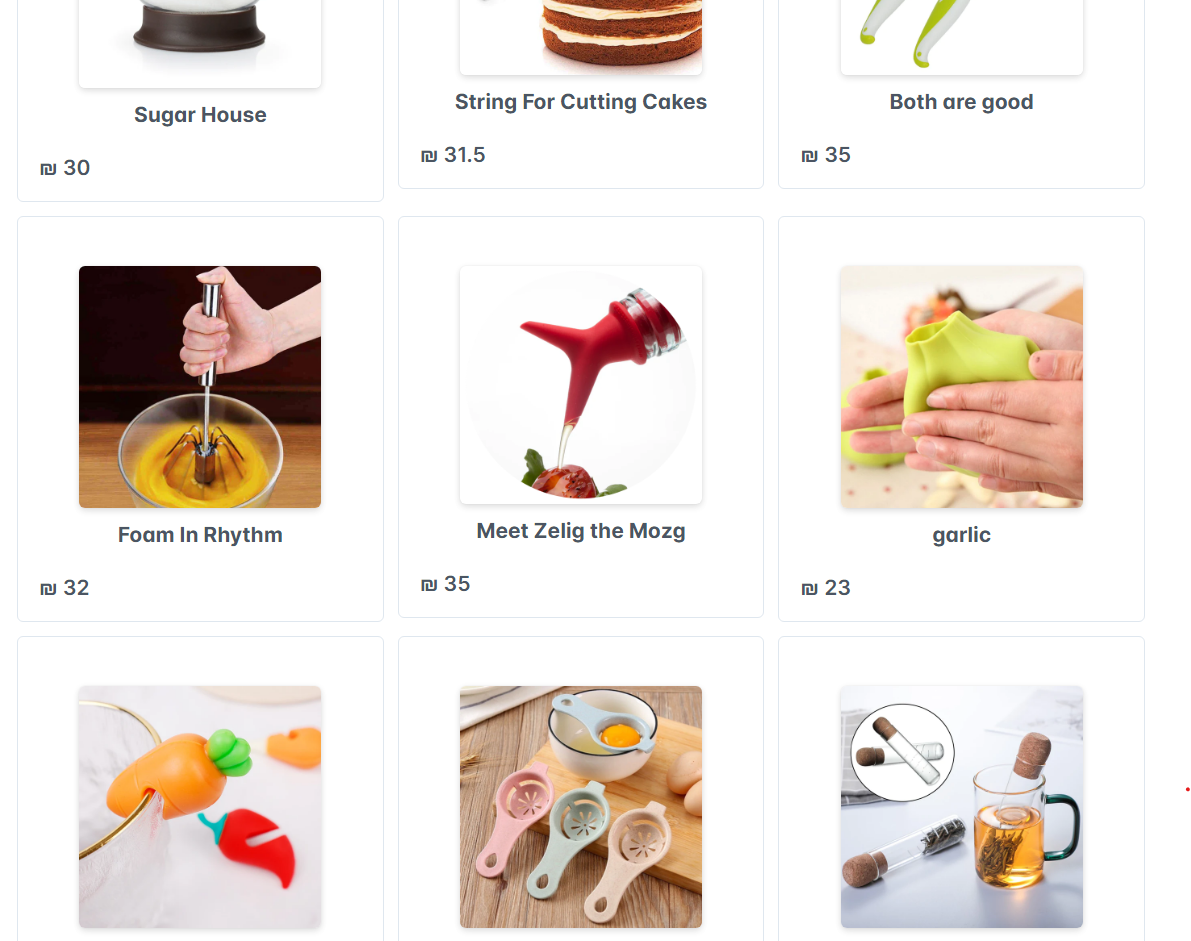 Sugar House
String For Cutting Cakes
Both are good
₪ 30
₪ 31.5
₪ 35
Foam In Rhythm
Meet Zelig the Mozg
garlic
₪ 32
₪ 35
₪ 23